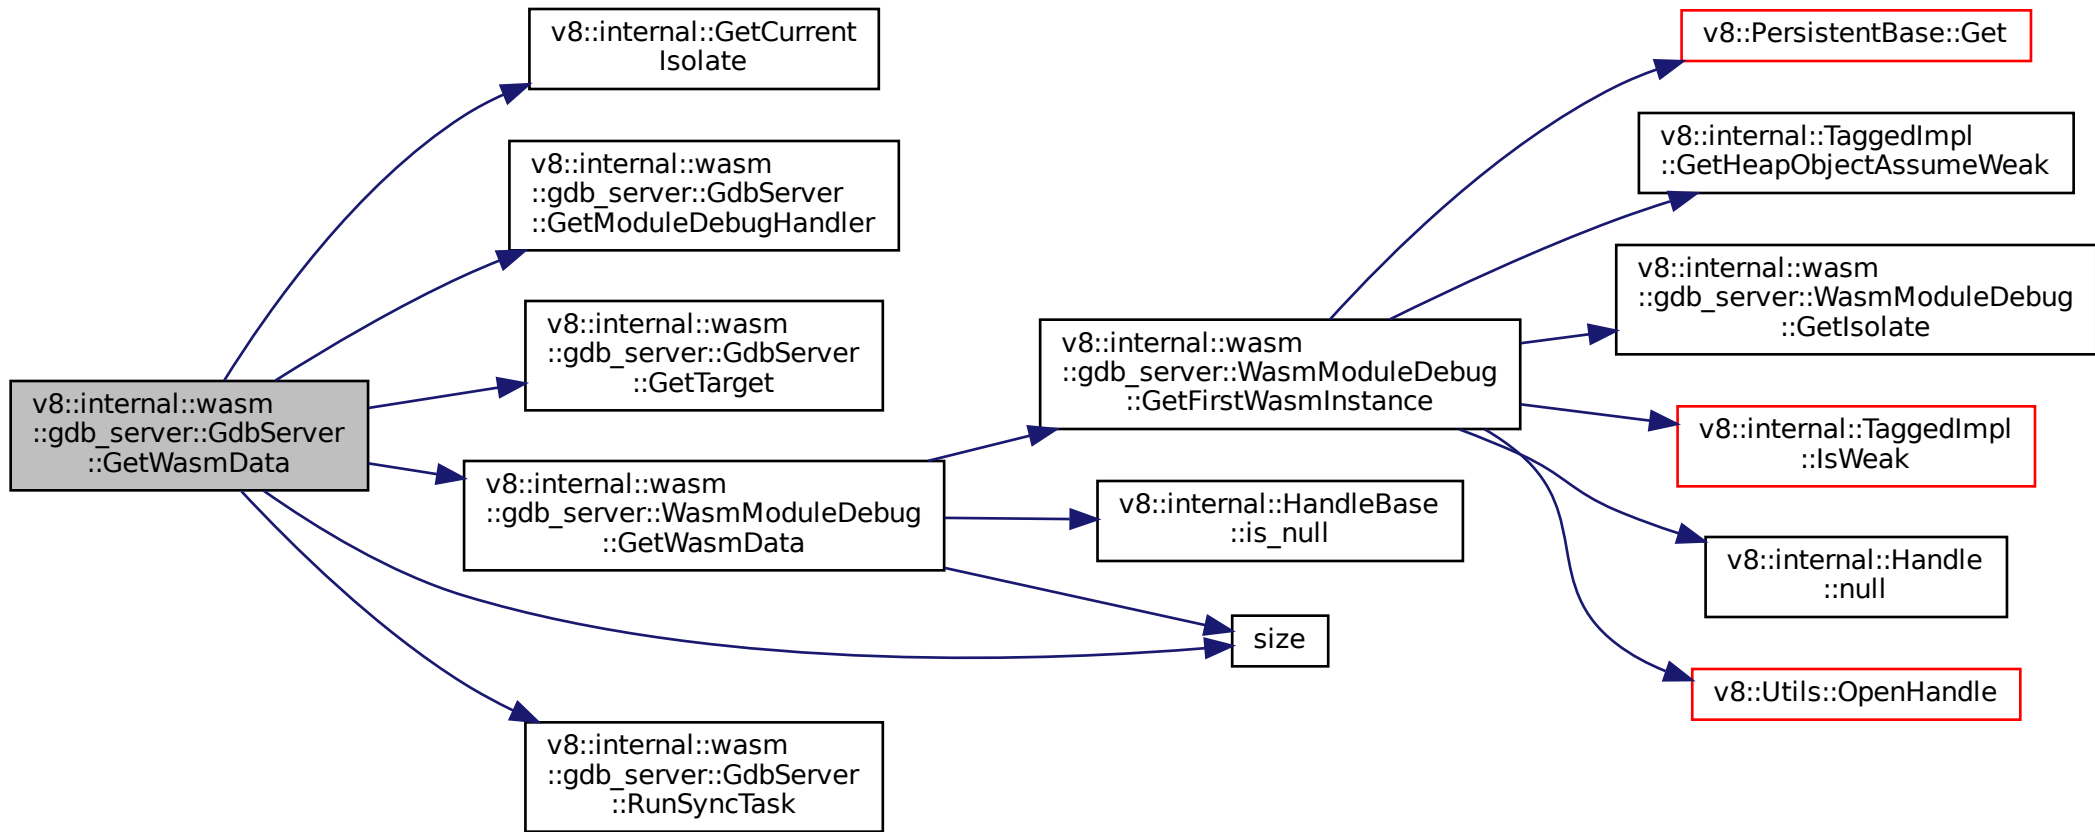 v8::internal::GetCurrent
Isolate
v8::internal::wasm
::gdb_server::GdbServer
::GetModuleDebugHandler
v8::internal::wasm
::gdb_server::GdbServer
::GetTarget
v8::internal::wasm
::gdb_server::GdbServer
::GetWasmData
v8::internal::wasm
::gdb_server::WasmModuleDebug
::GetWasmData
v8::internal::wasm
::gdb_server::GdbServer
::RunSyncTask
v8::internal::wasm
::gdb_server::WasmModuleDebug
::GetFirstWasmInstance
v8::internal::HandleBase
::is_null
size
v8::PersistentBase::Get
v8::internal::TaggedImpl
::GetHeapObjectAssumeWeak
v8::internal::wasm
::gdb_server::WasmModuleDebug
::GetIsolate
v8::internal::TaggedImpl
::IsWeak
v8::internal::Handle
::null
v8::Utils::OpenHandle